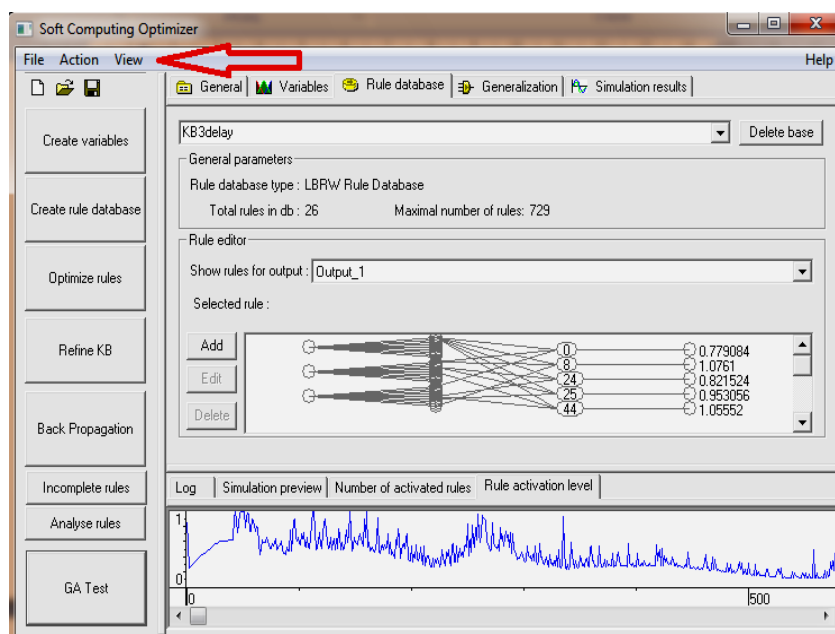 Soft Computing Optimizer
File Action View Help
General Variables Rule database Generalization Simulation results
Create variables
Create rule database
Optimize rules
Refine KB
Back Propagation
Incomplete rules
Analyse rules
GA Test
KB3delay Delete base
General parameters
Rule database type : LBRW Rule Database
Total rules in db : 26 Maximal number of rules: 729
Rule editor
Show rules for output : Output_1
Selected rule :
Add
Edit
Delete
0 0.779084
8 1.0761
24 0.821524
25 0.953056
44 1.05552
Log Simulation preview Number of activated rules Rule activation level
1
0
0 500